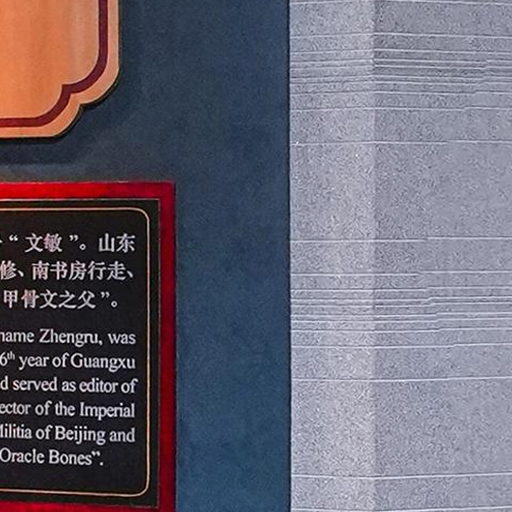 “文敏”。山东
修、南书房行走、
甲骨文之父”。
name Zhengru, was
6th year of Guangxu
d served as editor of
ector of the Imperial
Militia of Beijing and
Oracle Bones”.